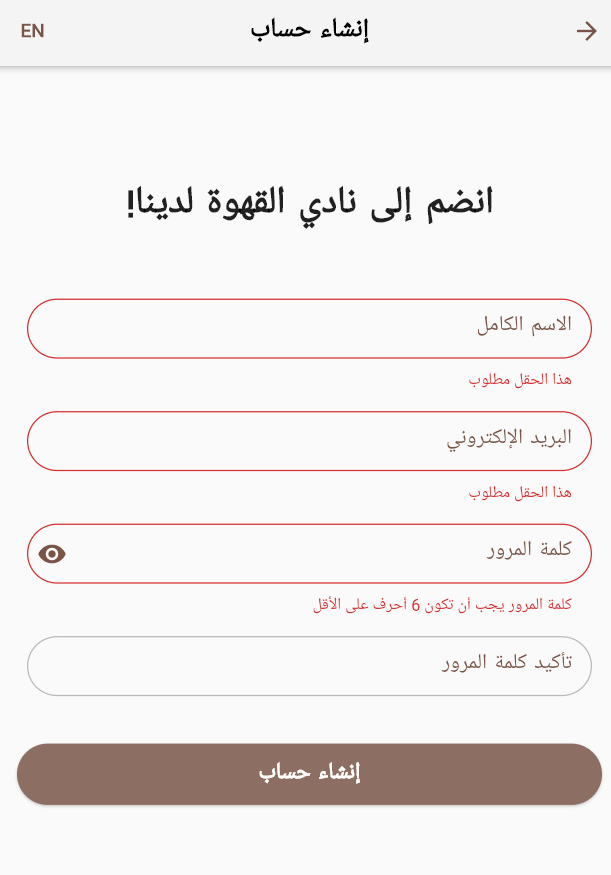 إنشاء حساب
EN
انضم إلى نادي القهوة لدينا!
الاسم الكامل
هذا الحقل مطلوب
البريد الإلكتروني
هذا الحقل مطلوب
كلمة المرور
كلمة المرور يجب أن تكون 6 أحرف على الأقل
تأكيد كلمة المرور
إنشاء حساب